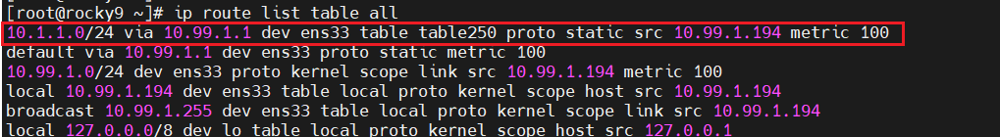 [root@rocky9 ~]# ip route list table all
10.1.1.0/24 via 10.99.1.1 dev ens33 table table250 proto static src 10.99.1.194 metric 100
default via 10.99.1.1 dev ens33 proto static metric 100
10.99.1.0/24 dev ens33 proto kernel scope link src 10.99.1.194 metric 100
local 10.99.1.194 dev ens33 table local proto kernel scope host src 10.99.1.194
broadcast 10.99.1.255 dev ens33 table local proto kernel scope link src 10.99.1.194
local 127.0.0.0/8 dev lo table local proto kernel scope host src 127.0.0.1